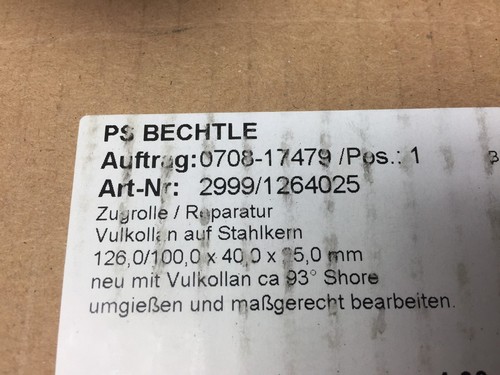 PS BECHTLE
Auftrag: 0708-17479 /Pos.: 1
Art-Nr: 2999/1264025
Zugrolle / Reparatur
Vulkollan auf Stahlkern
126,0/100,0 x 40,0 x 5,0 mm
neu mit Vulkollan ca 93° Shore
umgießen und maßgerecht bearbeiten.